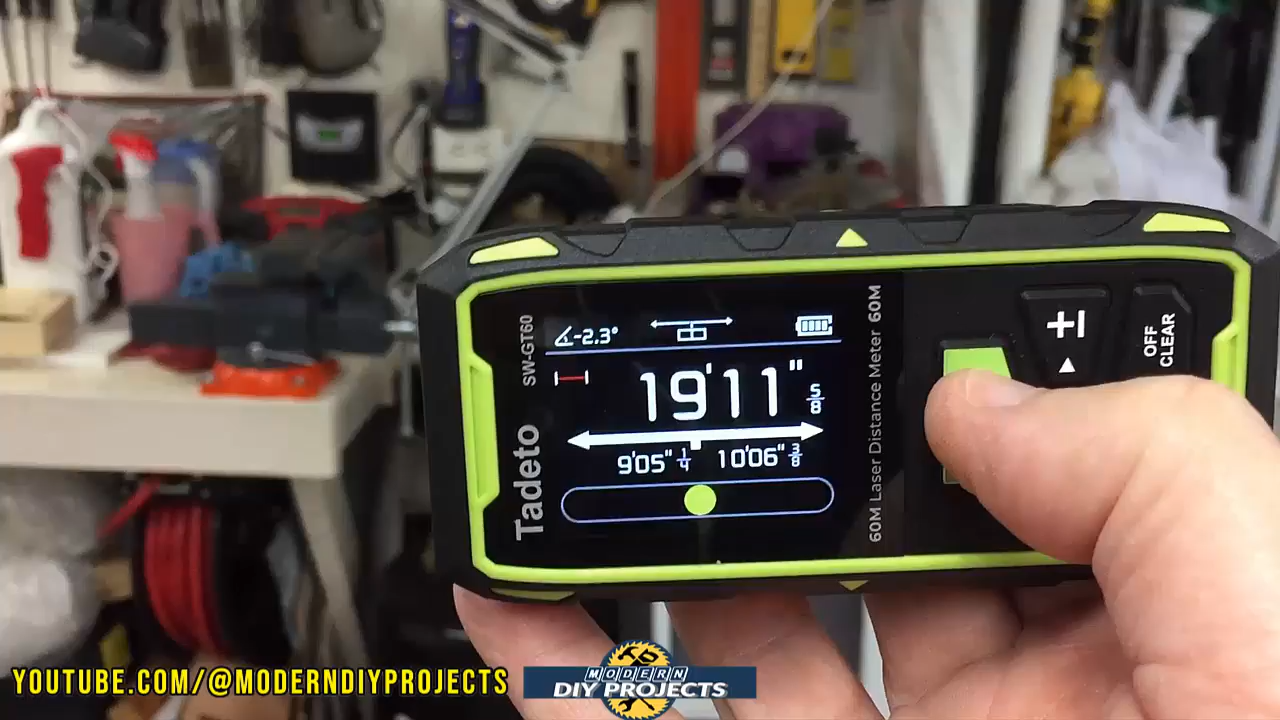 ∡-2.3°
19'11" 5/8
9'05" 1/4 10'06" 3/8
SW-GT60
Tadeto
60M Laser Distance Meter 60M
+/-
OFF
CLEAR
YOUTUBE.COM/@MODERNDIYPROJECTS
MODERN
DIY PROJECTS